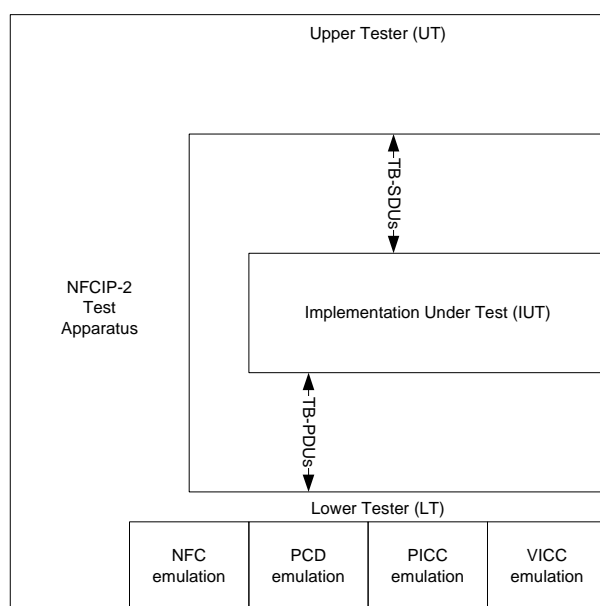 Upper Tester (UT)
TB-SDUs
NFCIP-2
Test
Apparatus
Implementation Under Test (IUT)
TB-PDUs
Lower Tester (LT)
NFC
emulation
PCD
emulation
PICC
emulation
VICC
emulation